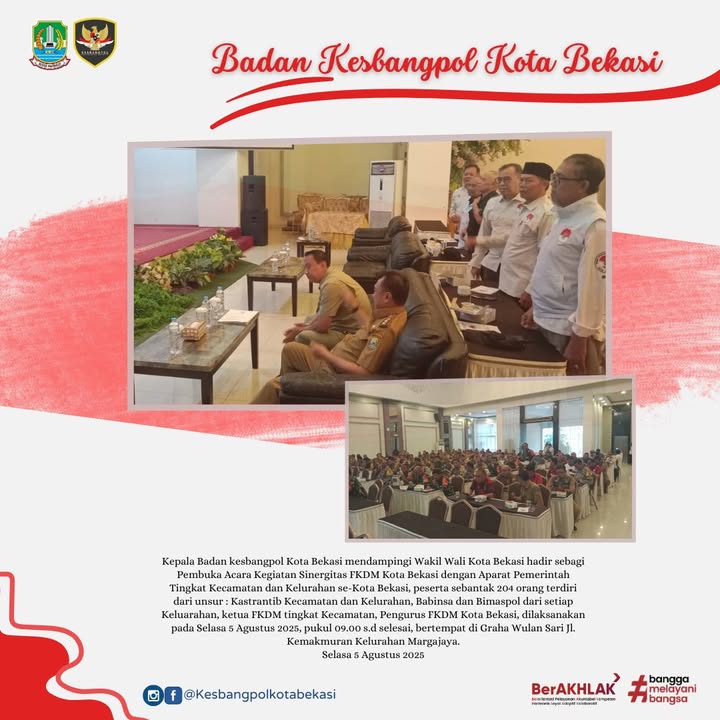 Badan Kesbangpol Kota Bekasi
Kepala Badan kesbangpol Kota Bekasi mendampingi Wakil Wali Kota Bekasi hadir sebagi
Pembuka Acara Kegiatan Sinergitas FKDM Kota Bekasi dengan Aparat Pemerintah
Tingkat Kecamatan dan Kelurahan se-Kota Bekasi, peserta sebantak 204 orang terdiri
dari unsur : Kastrantib Kecamatan dan Kelurahan, Babinsa dan Bimaspol dari setiap
Keluarahan, ketua FKDM tingkat Kecamatan, Pengurus FKDM Kota Bekasi, dilaksanakan
pada Selasa 5 Agustus 2025, pukul 09.00 s.d selesai, bertempat di Graha Wulan Sari Jl.
Kemakmuran Kelurahan Margajaya.
Selasa 5 Agustus 2025
@Kesbangpolkotabekasi
BerAKHLAK
#bangga
melayani
bangsa